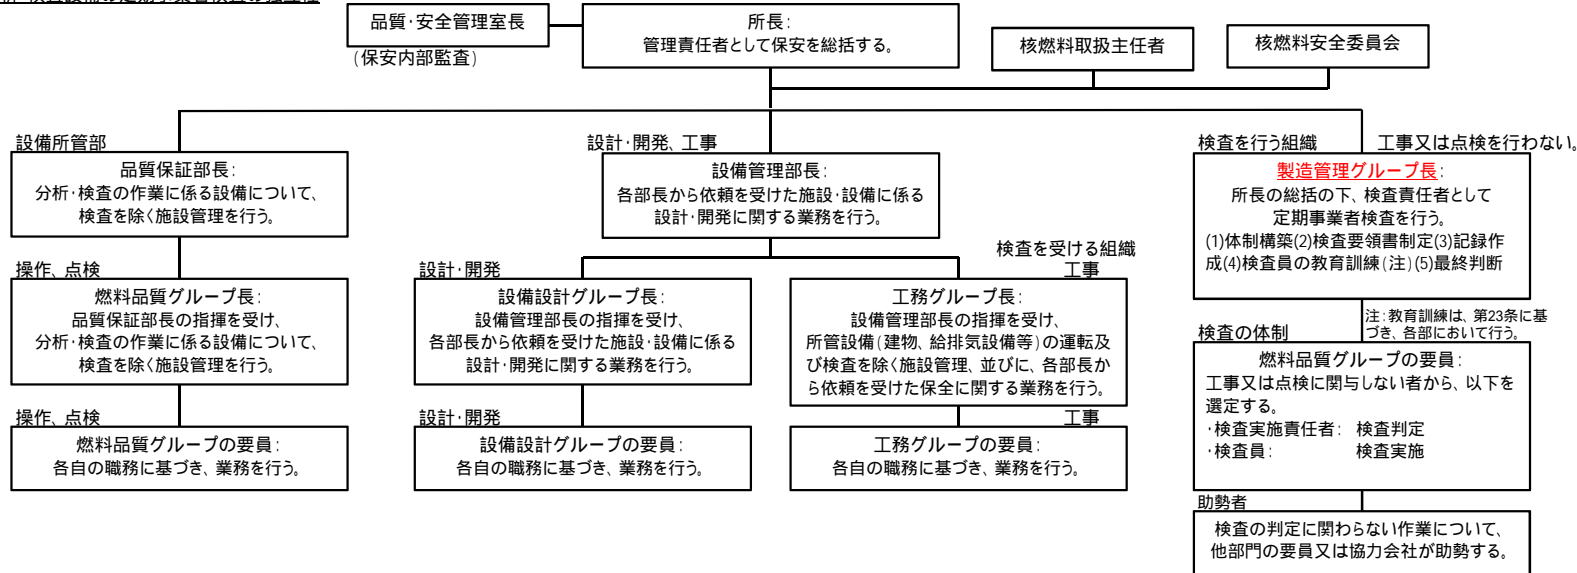 検査設備の定期事業者検査の独立性
品質・安全管理室長
(保安内部監査)
所長:
管理責任者として保安を総括する。
核燃料取扱主任者
核燃料安全委員会
設備所管部
品質保証部長:
分析・検査の作業に係る設備について、
検査を除く施設管理を行う。
設計・開発、工事
設備管理部長:
各部長から依頼を受けた施設・設備に係る
設計・開発に関する業務を行う。
検査を行う組織
工事又は点検を行わない。
製造管理グループ長:
所長の総括の下、検査責任者として
定期事業者検査を行う。
(1)体制構築(2)検査要領書制定(3)記録作
成(4)検査員の教育訓練(注)(5)最終判断
検査を受ける組織
操作、点検
燃料品質グループ長:
品質保証部長の指揮を受け、
分析・検査の作業に係る設備について、
検査を除く施設管理を行う。
設計・開発
設備設計グループ長:
設備管理部長の指揮を受け、
各部長から依頼を受けた施設・設備に係る
設計・開発に関する業務を行う。
工事
工務グループ長:
設備管理部長の指揮を受け、
所管設備(建物、給排気設備等)の運転及
び検査を除く施設管理、並びに、各部長か
ら依頼を受けた保全に関する業務を行う。
注:教育訓練は、第23条に基
づき、各部において行う。
検査の体制
燃料品質グループの要員:
工事又は点検に関与しない者から、以下を
選定する。
・検査実施責任者: 検査判定
・検査員: 検査実施
操作、点検
燃料品質グループの要員:
各自の職務に基づき、業務を行う。
設計・開発
設備設計グループの要員:
各自の職務に基づき、業務を行う。
工事
工務グループの要員:
各自の職務に基づき、業務を行う。
助勢者
検査の判定に関わらない作業について、
他部門の要員又は協力会社が助勢する。